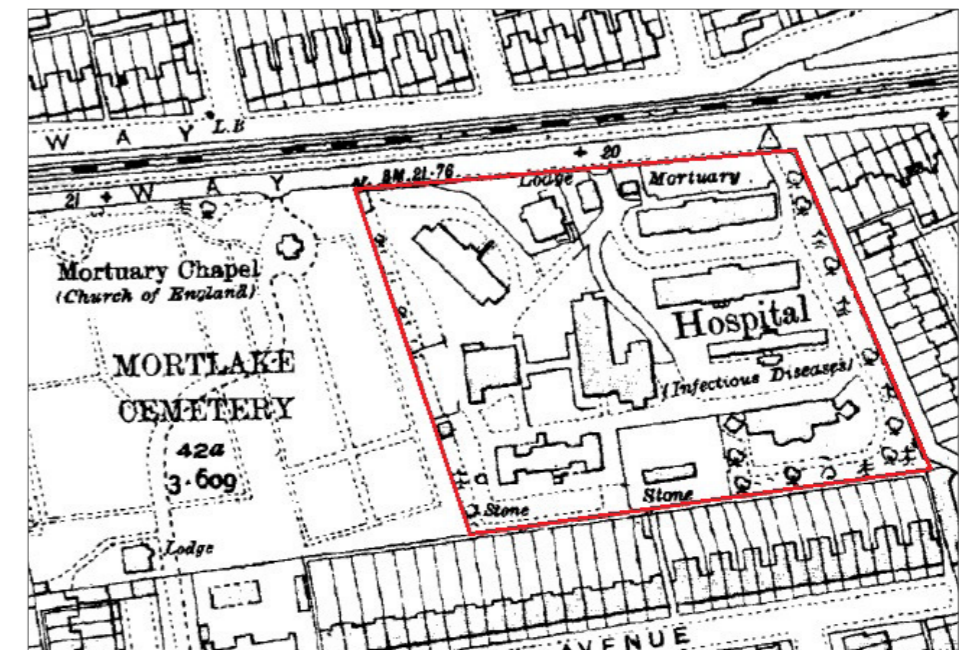 W A Y
L.B
21
W A Y
B.M. 21·76
20
Lodge
Mortuary
Mortuary Chapel
(Church of England)
Hospital
(Infectious Diseases)
MORTLAKE
CEMETERY
42a
3·609
Stone
Stone
Lodge
AVENUE